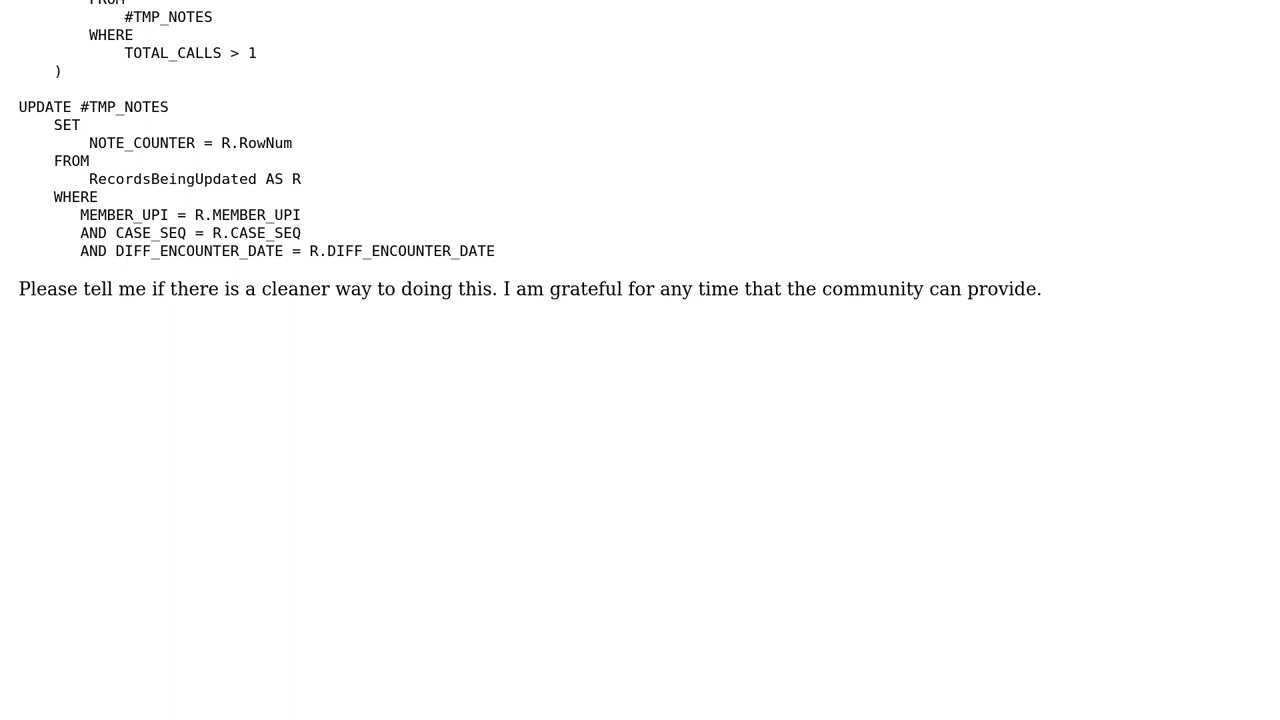 FROM
#TMP_NOTES
WHERE
TOTAL_CALLS > 1
)
UPDATE #TMP_NOTES
SET
NOTE_COUNTER = R.RowNum
FROM
RecordsBeingUpdated AS R
WHERE
MEMBER_UPI = R.MEMBER_UPI
AND CASE_SEQ = R.CASE_SEQ
AND DIFF_ENCOUNTER_DATE = R.DIFF_ENCOUNTER_DATE
Please tell me if there is a cleaner way to doing this. I am grateful for any time that the community can provide.